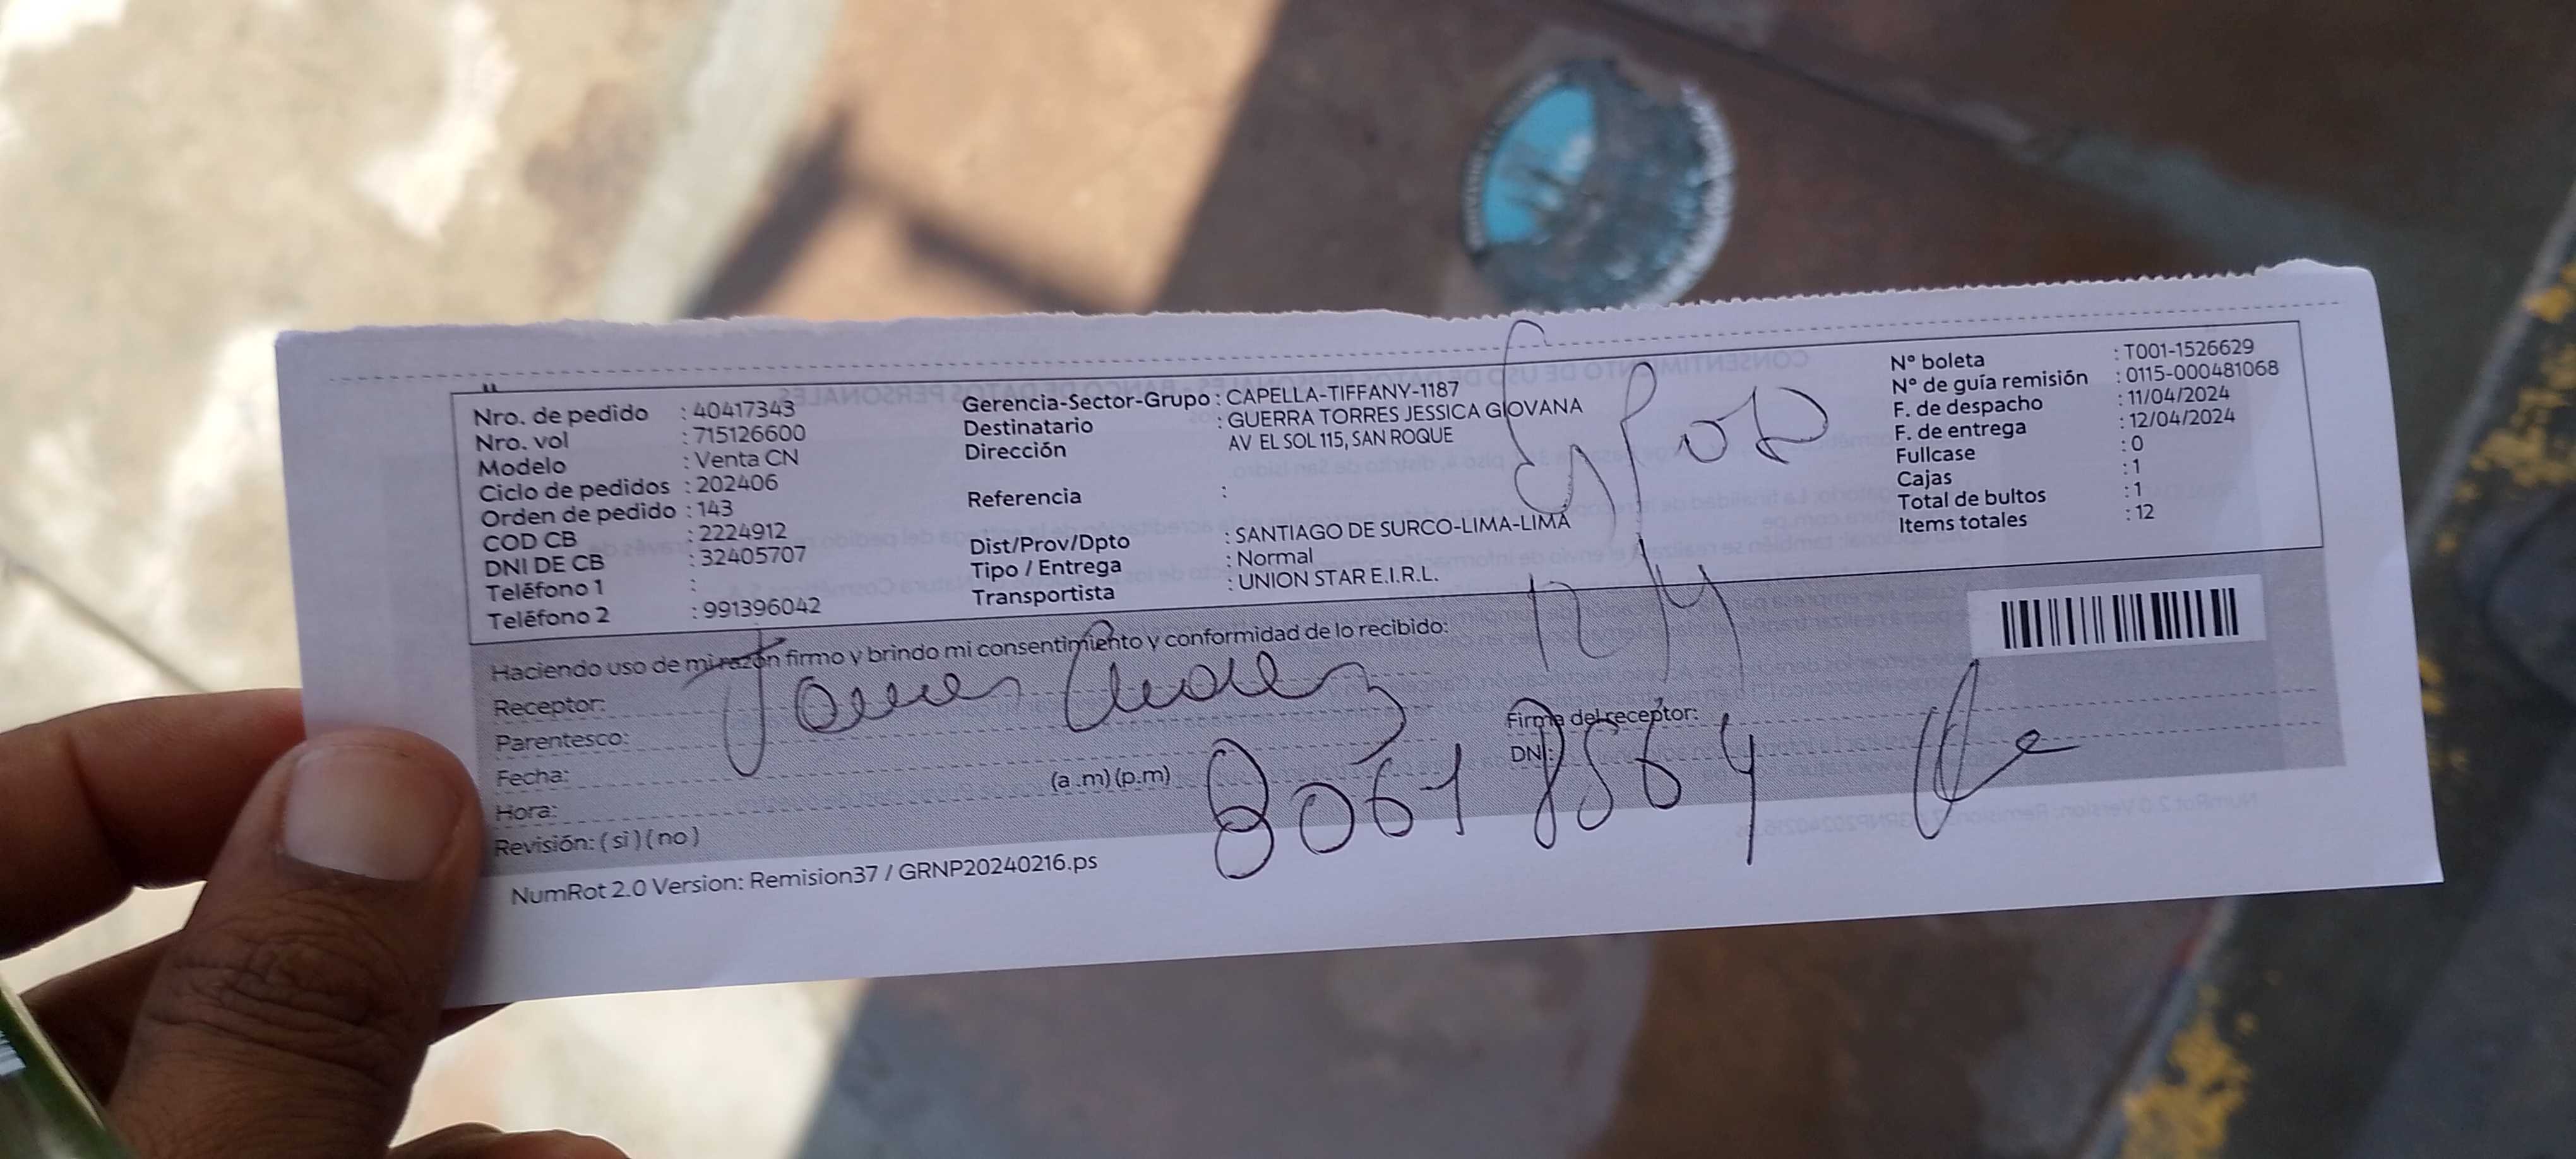 Nro. de pedido : 40417343
Nro. vol : 715126600
Modelo : Venta CN
Ciclo de pedidos : 202406
Orden de pedido : 143
COD CB : 2224912
DNI DE CB : 32405707
Teléfono 1 :
Teléfono 2 : 991396042
Gerencia-Sector-Grupo : CAPELLA-TIFFANY-1187
Destinatario : GUERRA TORRES JESSICA GIOVANA
Dirección AV EL SOL 115, SAN ROQUE
Referencia :
Dist/Prov/Dpto : SANTIAGO DE SURCO-LIMA-LIMA
Tipo / Entrega : Normal
Transportista : UNION STAR E.I.R.L.
N° boleta : T001-1526629
N° de guía remisión : 0115-000481068
F. de despacho : 11/04/2024
F. de entrega : 12/04/2024
Fullcase : 0
Cajas : 1
Total de bultos : 1
Items totales : 12
Haciendo uso de mi razón firmo y brindo mi consentimiento y conformidad de lo recibido:
Receptor:
Parentesco:
Fecha:
Hora: (a.m) (p.m)
Revisión: ( si ) ( no )
Firma del receptor:
DNI:
NumRot 2.0 Version: Remision37 / GRNP20240216.ps